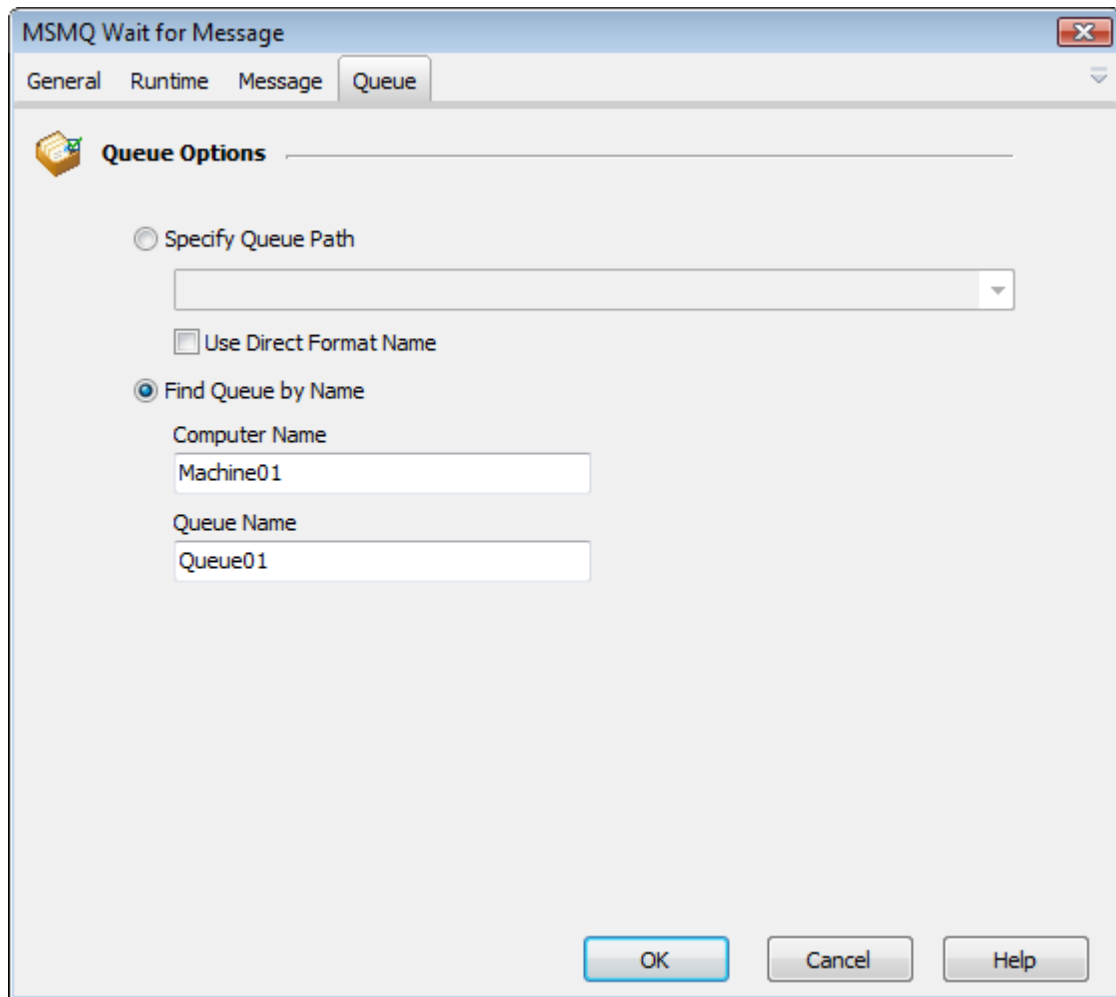 MSMQ Wait for Message
General Runtime Message Queue
Queue Options
Specify Queue Path
Use Direct Format Name
Find Queue by Name
Computer Name
Machine01
Queue Name
Queue01
OK Cancel Help